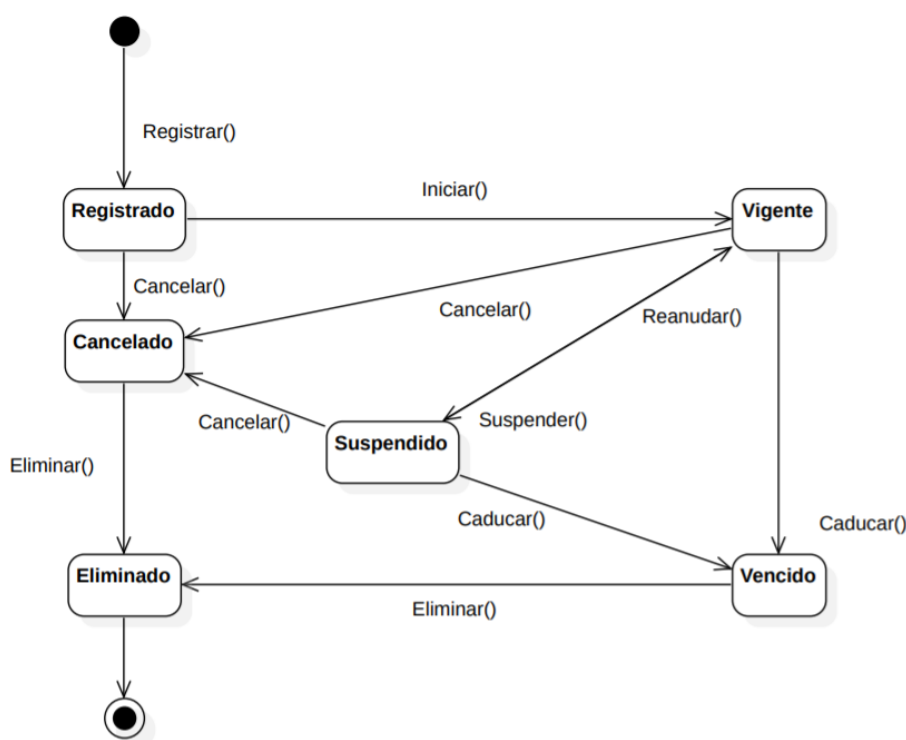 Registrar()
Iniciar()
Registrado
Vigente
Cancelar()
Cancelar()
Reanudar()
Cancelado
Cancelar()
Suspender()
Suspendido
Eliminar()
Caducar()
Caducar()
Eliminado
Vencido
Eliminar()